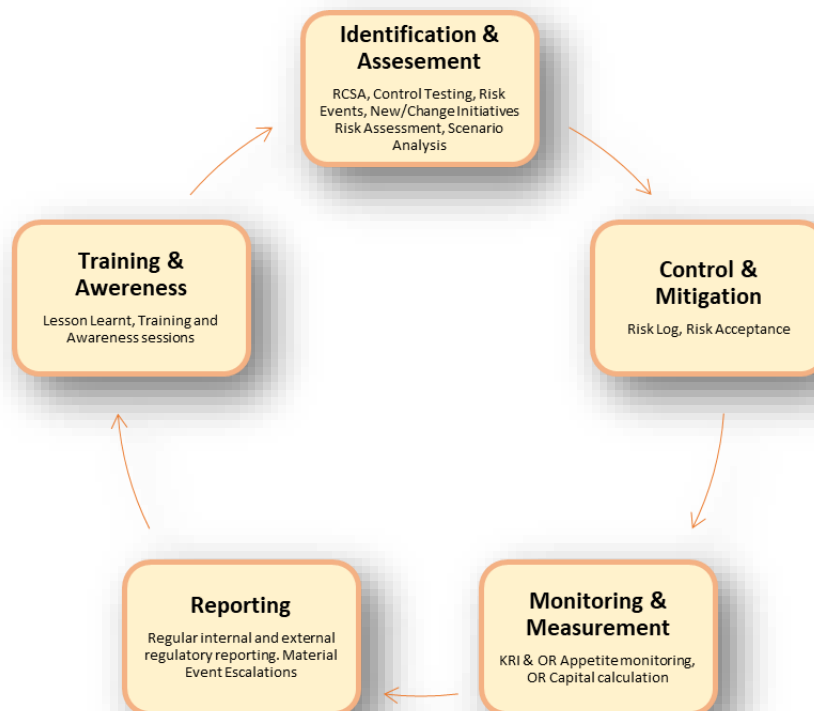 Identification &
Assesement
RCSA, Control Testing, Risk
Events, New/Change Initiatives
Risk Assessment, Scenario
Analysis
Control &
Mitigation
Risk Log, Risk Acceptance
Monitoring &
Measurement
KRI & OR Appetite monitoring,
OR Capital calculation
Reporting
Regular internal and external
regulatory reporting. Material
Event Escalations
Training &
Awereness
Lesson Learnt, Training and
Awareness sessions